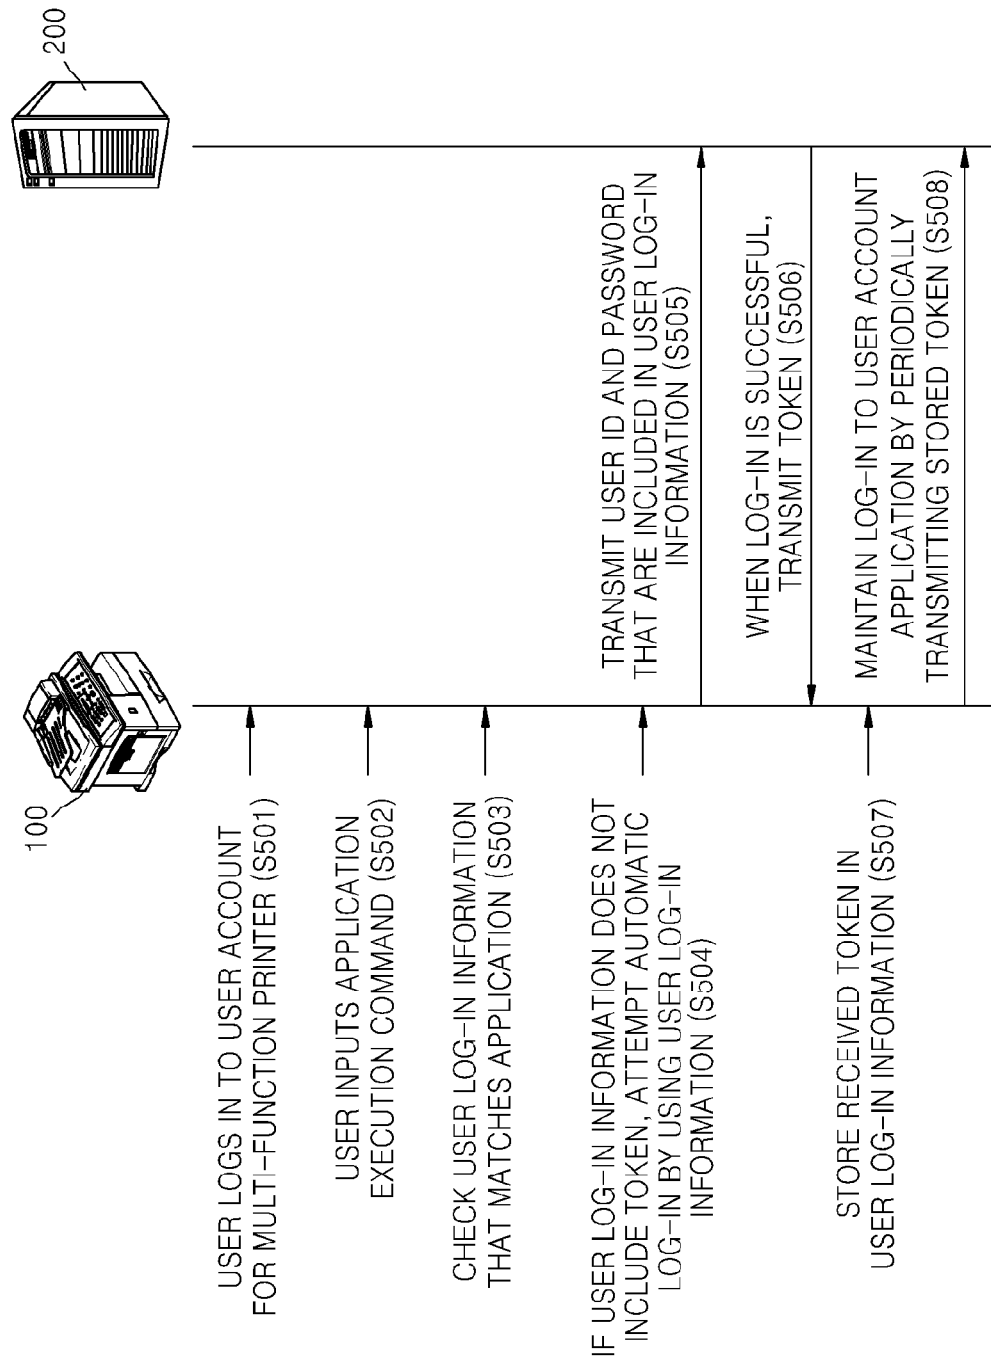 100
200
USER LOGS IN TO USER ACCOUNT
FOR MULTI-FUNCTION PRINTER (S501)
USER INPUTS APPLICATION
EXECUTION COMMAND (S502)
CHECK USER LOG-IN INFORMATION
THAT MATCHES APPLICATION (S503)
IF USER LOG-IN INFORMATION DOES NOT
INCLUDE TOKEN, ATTEMPT AUTOMATIC
LOG-IN BY USING USER LOG-IN
INFORMATION (S504)
TRANSMIT USER ID AND PASSWORD
THAT ARE INCLUDED IN USER LOG-IN
INFORMATION (S505)
WHEN LOG-IN IS SUCCESSFUL,
TRANSMIT TOKEN (S506)
STORE RECEIVED TOKEN IN
USER LOG-IN INFORMATION (S507)
MAINTAIN LOG-IN TO USER ACCOUNT
APPLICATION BY PERIODICALLY
TRANSMITTING STORED TOKEN (S508)